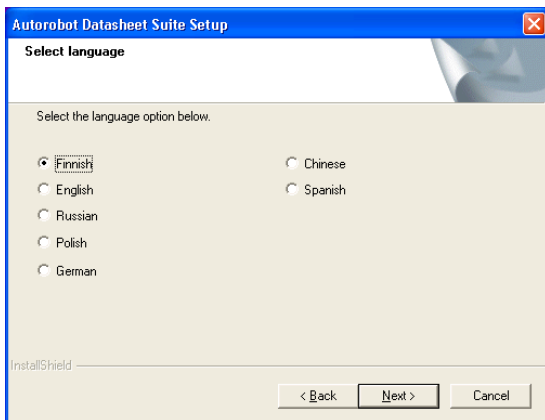 Autorobot Datasheet Suite Setup
Select language
Select the language option below.
Finnish
English
Russian
Polish
German
Chinese
Spanish
InstallShield
< Back
Next >
Cancel